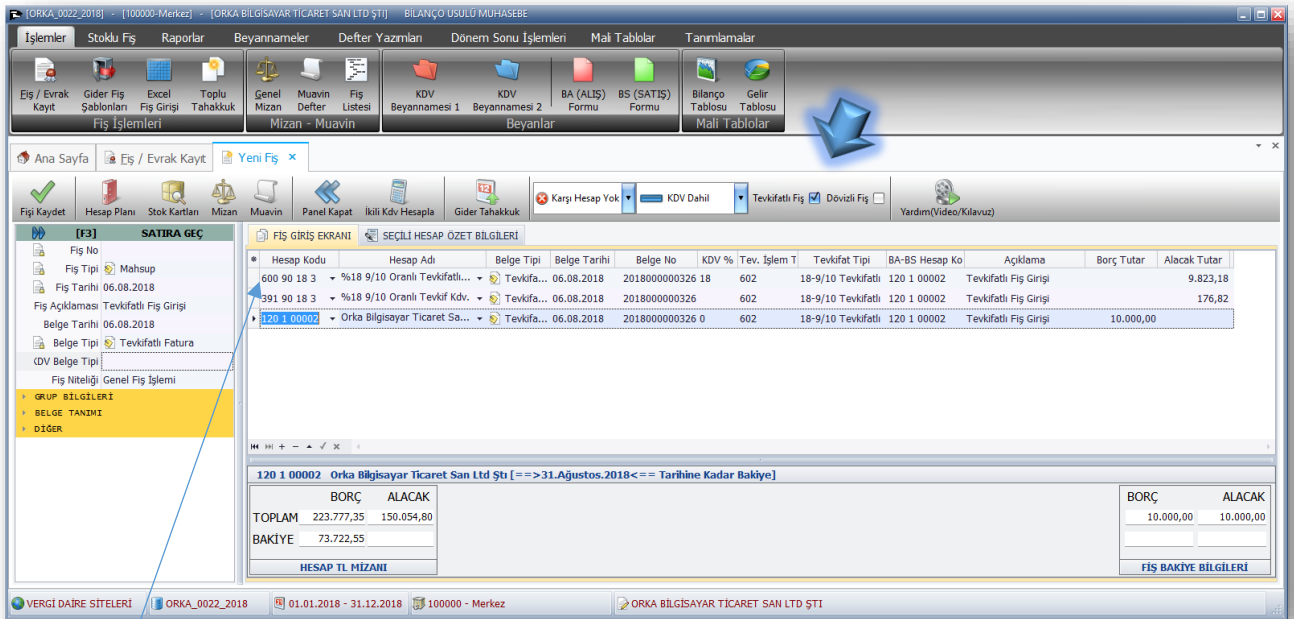 [ORKA_0022_2018] - [100000-Merkez] - [ORKA BİLGİSAYAR TİCARET SAN LTD ŞTI] BİLANÇO USULÜ MUHASEBE
İşlemler Stoklu Fiş Raporlar Beyannameler Defter Yazımları Dönem Sonu İşlemleri Mali Tablolar Tanımlamalar
Fiş / Evrak Kayıt Gider Fiş Şablonları Excel Fiş Girişi Toplu Tahakkuk Genel Mizan Muavin Defter Fiş Listesi KDV Beyannamesi 1 KDV Beyannamesi 2 BA (ALIŞ) Formu BS (SATIŞ) Formu Bilanço Tablosu Gelir Tablosu
Fiş İşlemleri Mizan - Muavin Beyanlar Mali Tablolar
Ana Sayfa Fiş / Evrak Kayıt Yeni Fiş
Fişi Kaydet Hesap Planı Stok Kartları Mizan Muavin Panel Kapat İkili Kdv Hesapla Gider Tahakkuk Karşı Hesap Yok KDV Dahil Tevkifatlı Fiş Dövizli Fiş Yardım(Video/Kılavuz)
[F3] SATIRA GEÇ
Fiş No
Fiş Tipi Mahsup
Fiş Tarihi 06.08.2018
Fiş Açıklaması Tevkifatlı Fiş Girişi
Belge Tarihi 06.08.2018
Belge Tipi Tevkifatlı Fatura
KDV Belge Tipi
Fiş Niteliği Genel Fiş İşlemi
GRUP BİLGİLERİ
BELGE TANIMI
DİĞER
FİŞ GİRİŞ EKRANI SEÇİLİ HESAP ÖZET BİLGİLERİ
Hesap Kodu Hesap Adı Belge Tipi Belge Tarihi Belge No KDV % Tev. İşlem T Tevkifat Tipi BA-BS Hesap Ko Açıklama Borç Tutar Alacak Tutar
600 90 18 3 %18 9/10 Oranlı Tevkifatlı... Tevkifa... 06.08.2018 2018000000326 18 602 18-9/10 Tevkifatlı 120 1 00002 Tevkifatlı Fiş Girişi 9.823,18
391 90 18 3 %18 9/10 Oranlı Tevkif Kdv. Tevkifa... 06.08.2018 2018000000326 602 18-9/10 Tevkifatlı 120 1 00002 Tevkifatlı Fiş Girişi 176,82
120 1 00002 Orka Bilgisayar Ticaret Sa... Tevkifa... 06.08.2018 2018000000326 0 602 18-9/10 Tevkifatlı 120 1 00002 Tevkifatlı Fiş Girişi 10.000,00
120 1 00002 Orka Bilgisayar Ticaret San Ltd Ştı [==>31.Ağustos.2018<== Tarihine Kadar Bakiye]
BORÇ ALACAK
TOPLAM 223.777,35 150.054,80
BAKİYE 73.722,55
HESAP TL MİZANI
BORÇ ALACAK
10.000,00 10.000,00
FİŞ BAKİYE BİLGİLERİ
VERGİ DAİRE SİTELERİ ORKA_0022_2018 01.01.2018 - 31.12.2018 100000 - Merkez ORKA BİLGİSAYAR TİCARET SAN LTD ŞTI